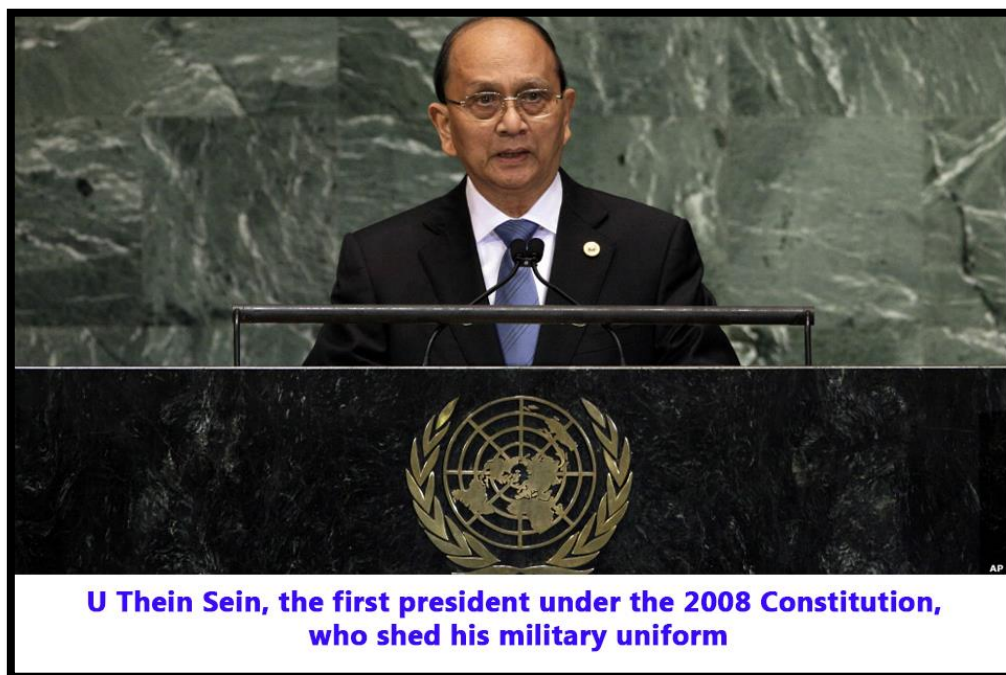 AP
U Thein Sein, the first president under the 2008 Constitution,
who shed his military uniform